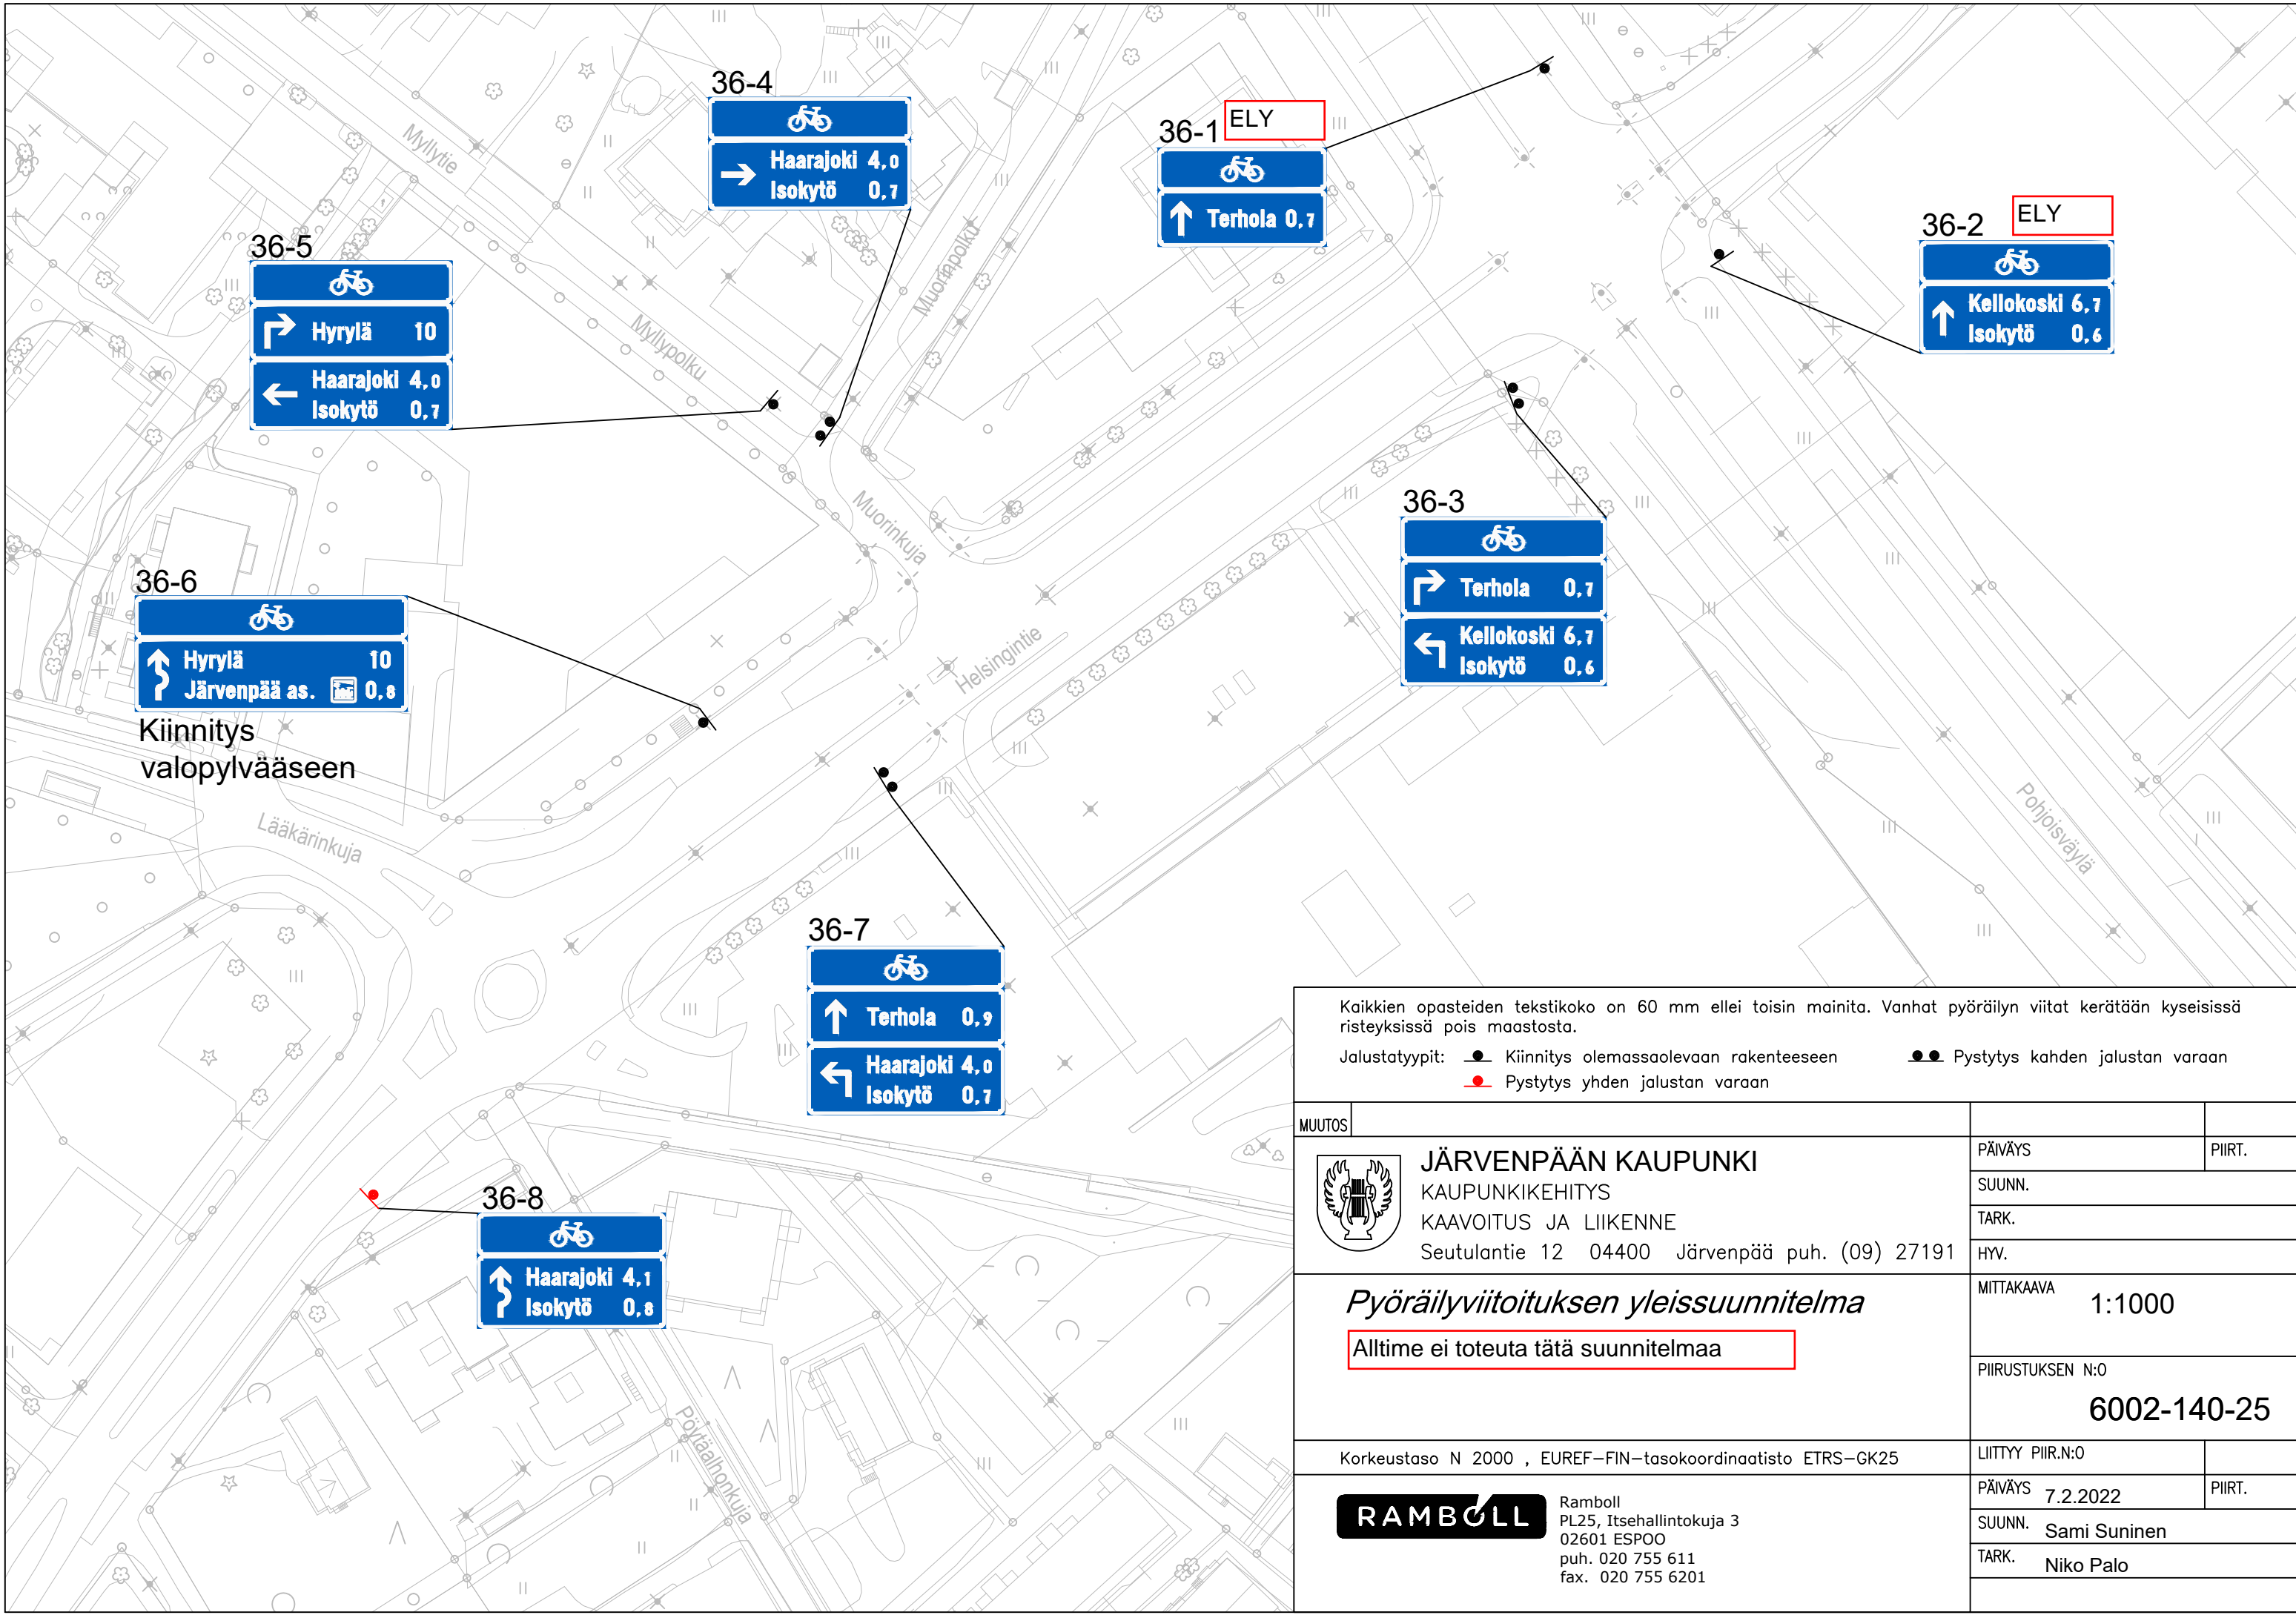 36-4
Haarajoki 4,0
Isokytö 0,7
36-1
ELY
Terhola 0,7
36-2
ELY
Kellokoski 6,7
Isokytö 0,6
36-5
Hyrylä 10
Haarajoki 4,0
Isokytö 0,7
Myllytie
Myllypolku
Muorinpolku
Muorinkuja
36-3
Terhola 0,7
Kellokoski 6,7
Isokytö 0,6
36-6
Hyrylä 10
Järvenpää as. 0,8
Kiinnitys
valopylvääseen
Helsingintie
Lääkärinkuja
Pohjoisväylä
36-7
Terhola 0,9
Haarajoki 4,0
Isokytö 0,7
36-8
Haarajoki 4,1
Isokytö 0,8
Pöytäalhonkuja
Kaikkien opasteiden tekstikoko on 60 mm ellei toisin mainita. Vanhat pyöräilyn viitat kerätään kyseisissä
risteyksissä pois maastosta.
Jalustatyypit: Kiinnitys olemassaolevaan rakenteeseen Pystytys kahden jalustan varaan
Pystytys yhden jalustan varaan
MUUTOS
JÄRVENPÄÄN KAUPUNKI
KAUPUNKIKEHITYS
KAAVOITUS JA LIIKENNE
Seutulantie 12 04400 Järvenpää puh. (09) 27191
PÄIVÄYS PIIRT.
SUUNN.
TARK.
HYV.
Pyöräilyviitoituksen yleissuunnitelma
Alltime ei toteuta tätä suunnitelmaa
MITTAKAAVA
1:1000
PIIRUSTUKSEN N:O
6002-140-25
Korkeustaso N 2000 , EUREF-FIN-tasokoordinaatisto ETRS-GK25
LIITTYY PIIR.N:O
RAMBOLL
Ramboll
PL25, Itsehallintokuja 3
02601 ESPOO
puh. 020 755 611
fax. 020 755 6201
PÄIVÄYS 7.2.2022 PIIRT.
SUUNN. Sami Suninen
TARK. Niko Palo